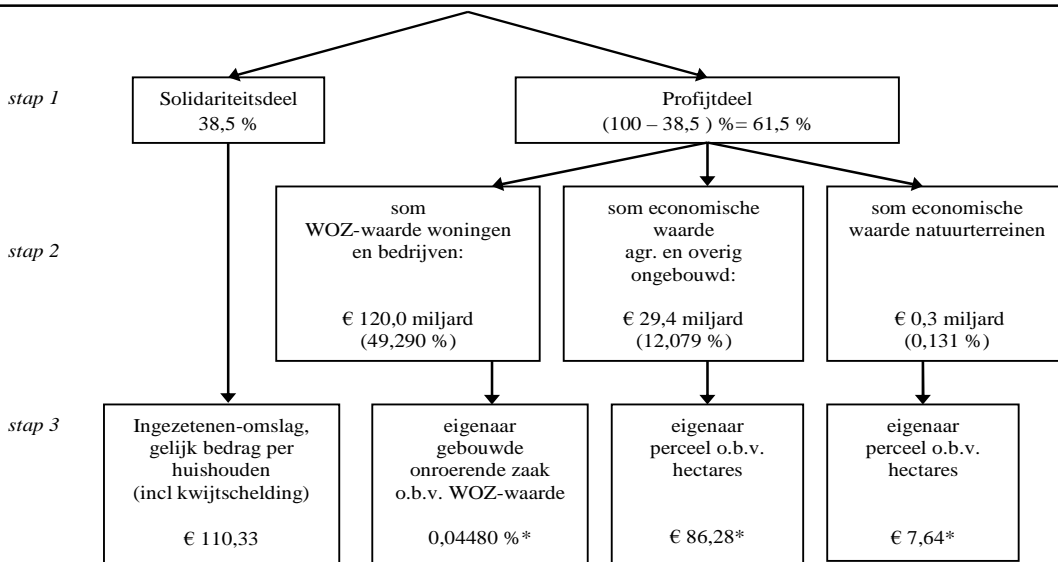 stap 1
Solidariteitsdeel
38,5 %
Profijtdeel
(100 – 38,5 ) %= 61,5 %
stap 2
som
WOZ-waarde woningen
en bedrijven:
€ 120,0 miljard
(49,290 %)
som economische
waarde
agr. en overig
ongebouwd:
€ 29,4 miljard
(12,079 %)
som economische
waarde natuurterreinen
€ 0,3 miljard
(0,131 %)
stap 3
Ingezetenen-omslag,
gelijk bedrag per
huishouden
(incl kwijtschelding)
€ 110,33
eigenaar
gebouwde
onroerende zaak
o.b.v. WOZ-waarde
0,04480 %*
eigenaar
perceel o.b.v.
hectares
€ 86,28*
eigenaar
perceel o.b.v.
hectares
€ 7,64*